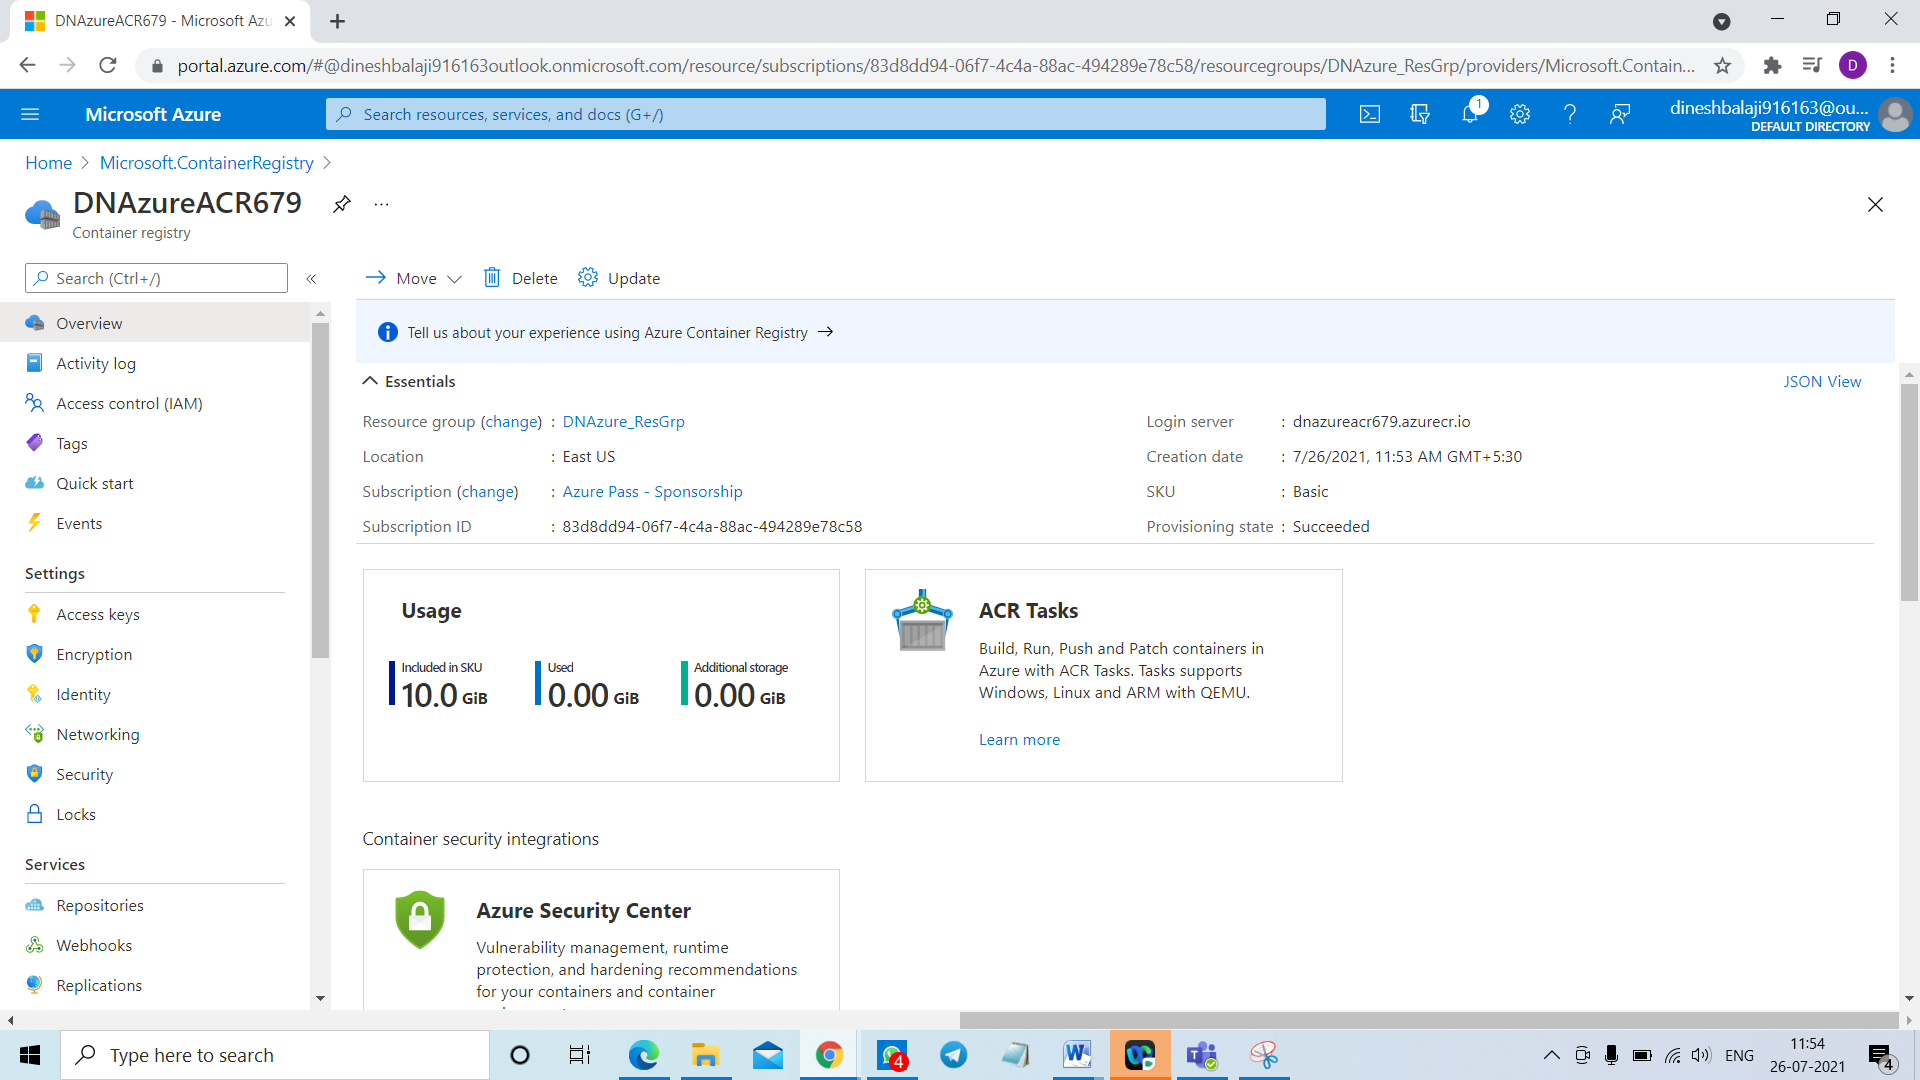 DNAzureACR679 - Microsoft Azu
portal.azure.com/#@dineshbalaji916163outlook.onmicrosoft.com/resource/subscriptions/83d8dd94-06f7-4c4a-88ac-494289e78c58/resourcegroups/DNAzure_ResGrp/providers/Microsoft.Contain...
D
Microsoft Azure
Search resources, services, and docs (G+/)
1
dineshbalaji916163@ou...
DEFAULT DIRECTORY
Home > Microsoft.ContainerRegistry >
DNAzureACR679
...
Container registry
Search (Ctrl+/)
«
Move
Delete
Update
Overview
Activity log
Access control (IAM)
Tags
Quick start
Events
Settings
Access keys
Encryption
Identity
Networking
Security
Locks
Services
Repositories
Webhooks
Replications
Tell us about your experience using Azure Container Registry →
Essentials
JSON View
Resource group (change) : DNAzure_ResGrp
Location : East US
Subscription (change) : Azure Pass - Sponsorship
Subscription ID : 83d8dd94-06f7-4c4a-88ac-494289e78c58
Login server : dnazureacr679.azurecr.io
Creation date : 7/26/2021, 11:53 AM GMT+5:30
SKU : Basic
Provisioning state : Succeeded
Usage
Included in SKU
10.0 GiB
Used
0.00 GiB
Additional storage
0.00 GiB
ACR Tasks
Build, Run, Push and Patch containers in
Azure with ACR Tasks. Tasks supports
Windows, Linux and ARM with QEMU.
Learn more
Container security integrations
Azure Security Center
Vulnerability management, runtime
protection, and hardening recommendations
for your containers and container
Type here to search
4
ENG
11:54
26-07-2021
4